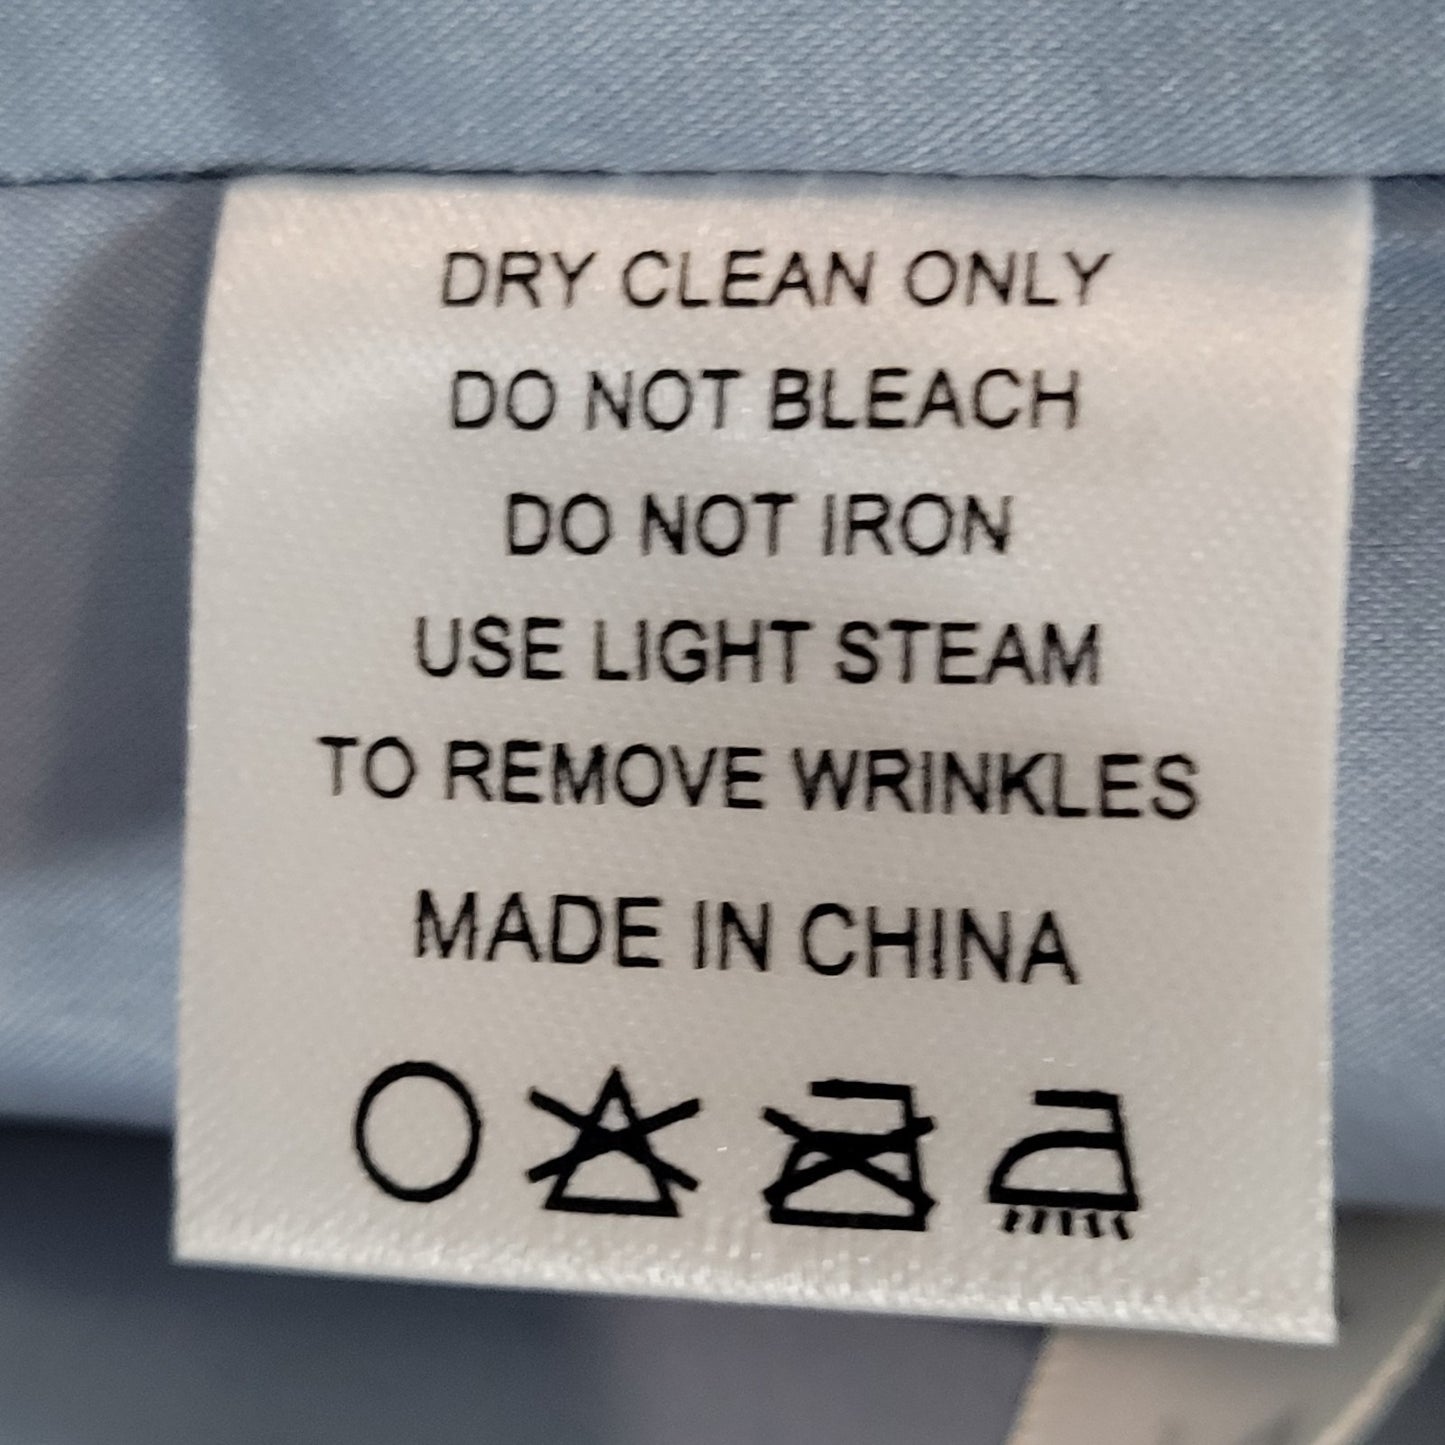 DRY CLEAN ONLY
DO NOT BLEACH
DO NOT IRON
USE LIGHT STEAM
TO REMOVE WRINKLES
MADE IN CHINA